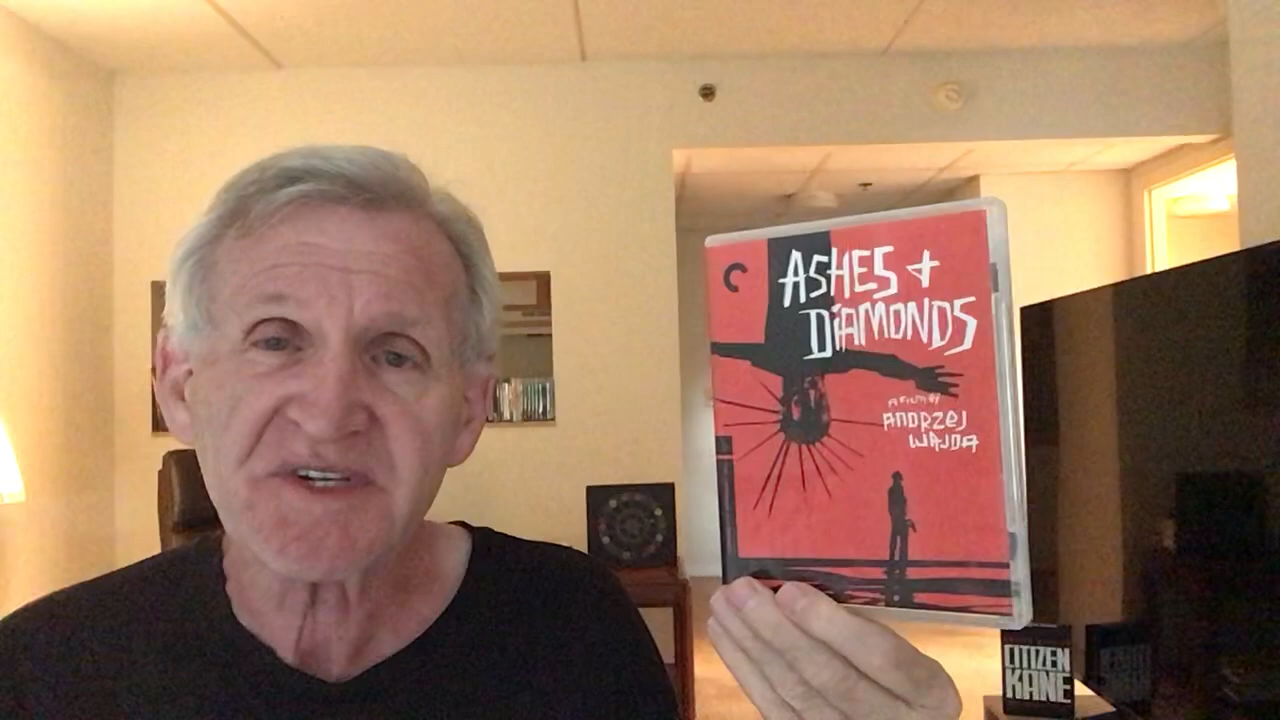 ASHES +
DIAMONDS
A FILM BY
ANDRZEJ
WAJDA
CITIZEN
KANE